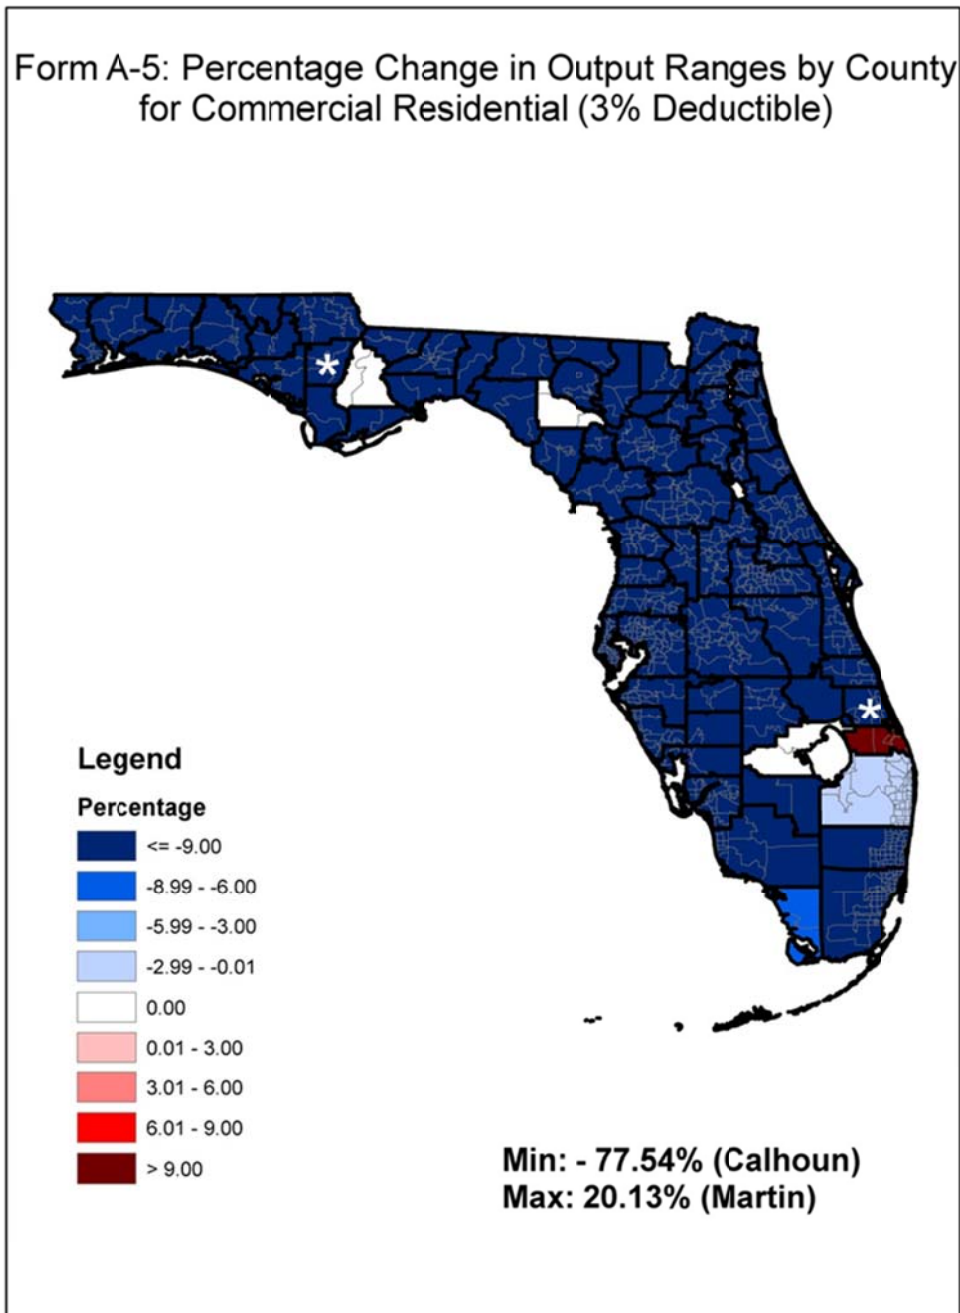 Form A-5: Percentage Change in Output Ranges by County
for Commercial Residential (3% Deductible)
*
*
Legend
Percentage
<= -9.00
-8.99 - -6.00
-5.99 - -3.00
-2.99 - -0.01
0.00
0.01 - 3.00
3.01 - 6.00
6.01 - 9.00
> 9.00
Min: - 77.54% (Calhoun)
Max: 20.13% (Martin)